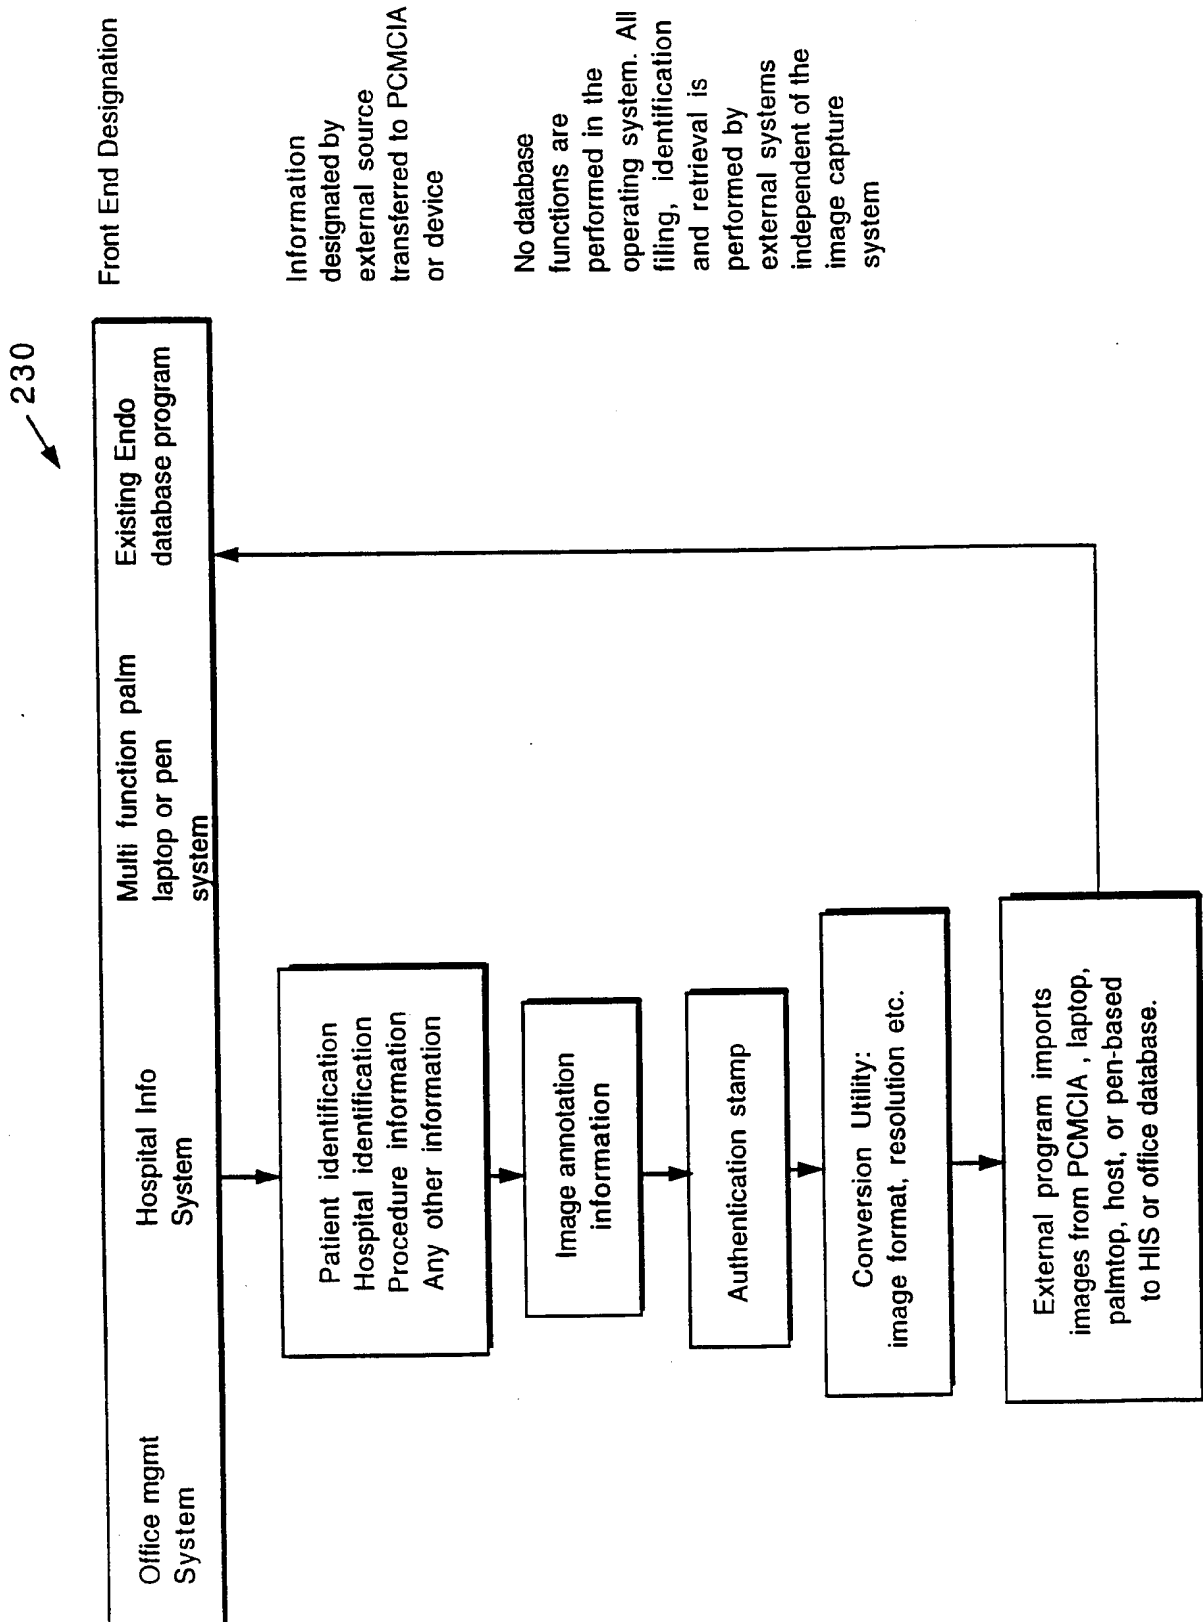 230
Office mgmt
System
Hospital Info
System
Multi function palm
laptop or pen
system
Existing Endo
database program
Front End Designation
Patient identification
Hospital identification
Procedure information
Any other information
Information
designated by
external source
transferred to PCMCIA
or device
Image annotation
information
Authentication stamp
Conversion Utility:
image format, resolution etc.
External program imports
images from PCMCIA , laptop,
palmtop, host, or pen-based
to HIS or office database.
No database
functions are
performed in the
operating system. All
filing, identification
and retrieval is
performed by
external systems
independent of the
image capture
system